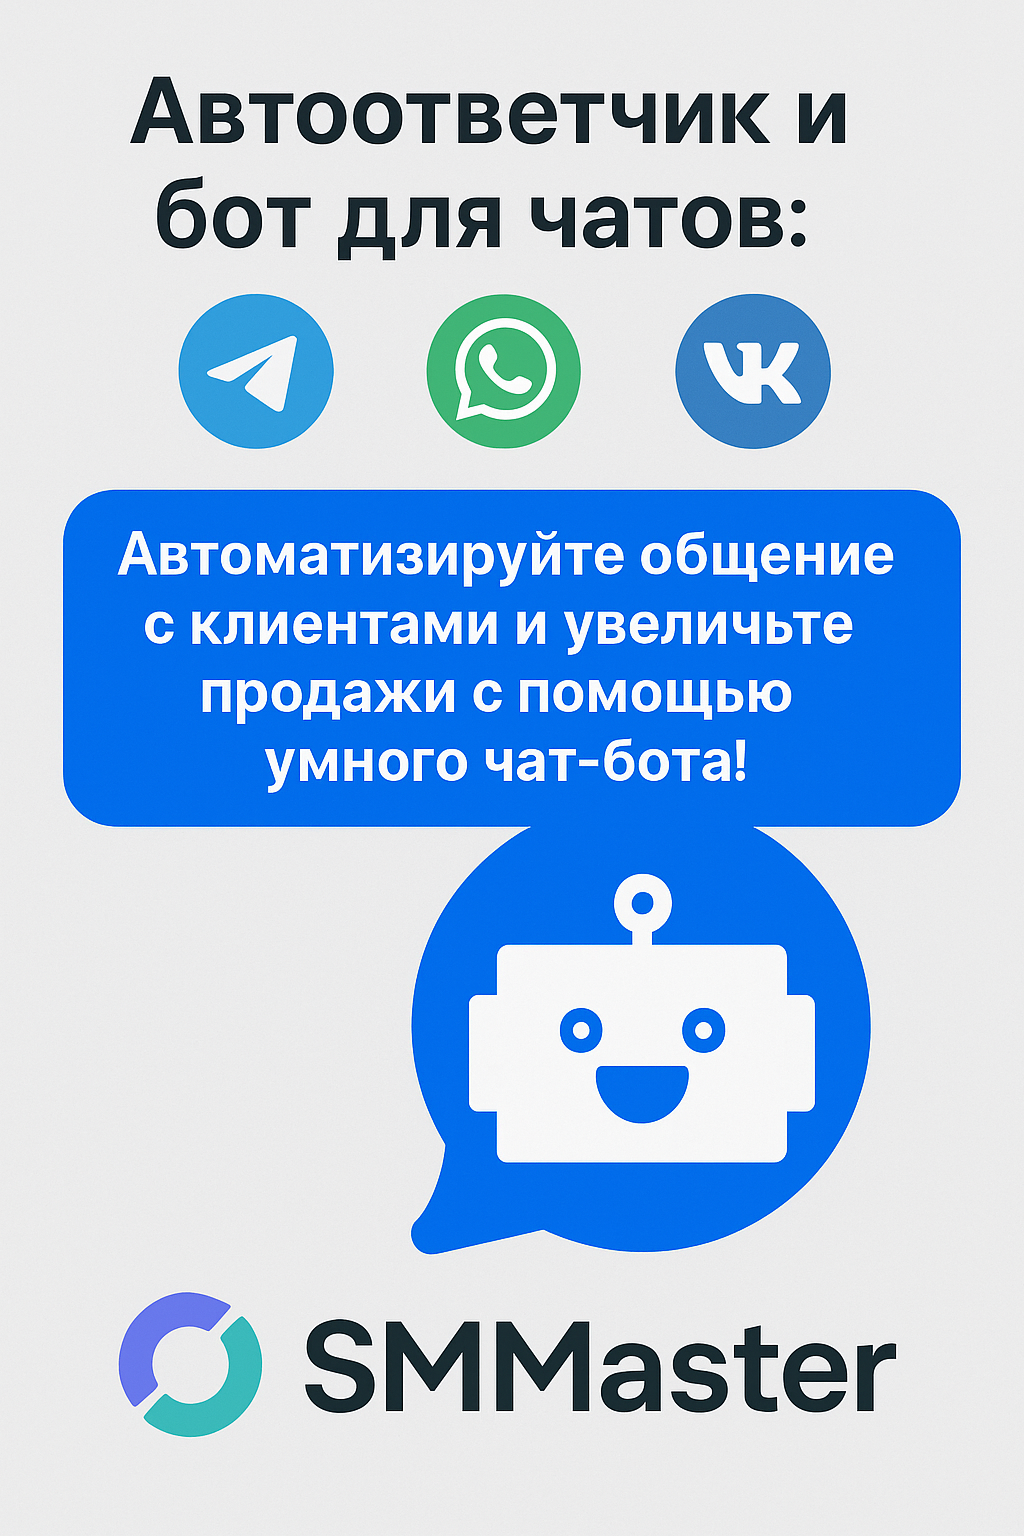 Автоответчик и
бот для чатов:
Автоматизируйте общение
с клиентами и увеличьте
продажи с помощью
умного чат-бота!
SMMaster